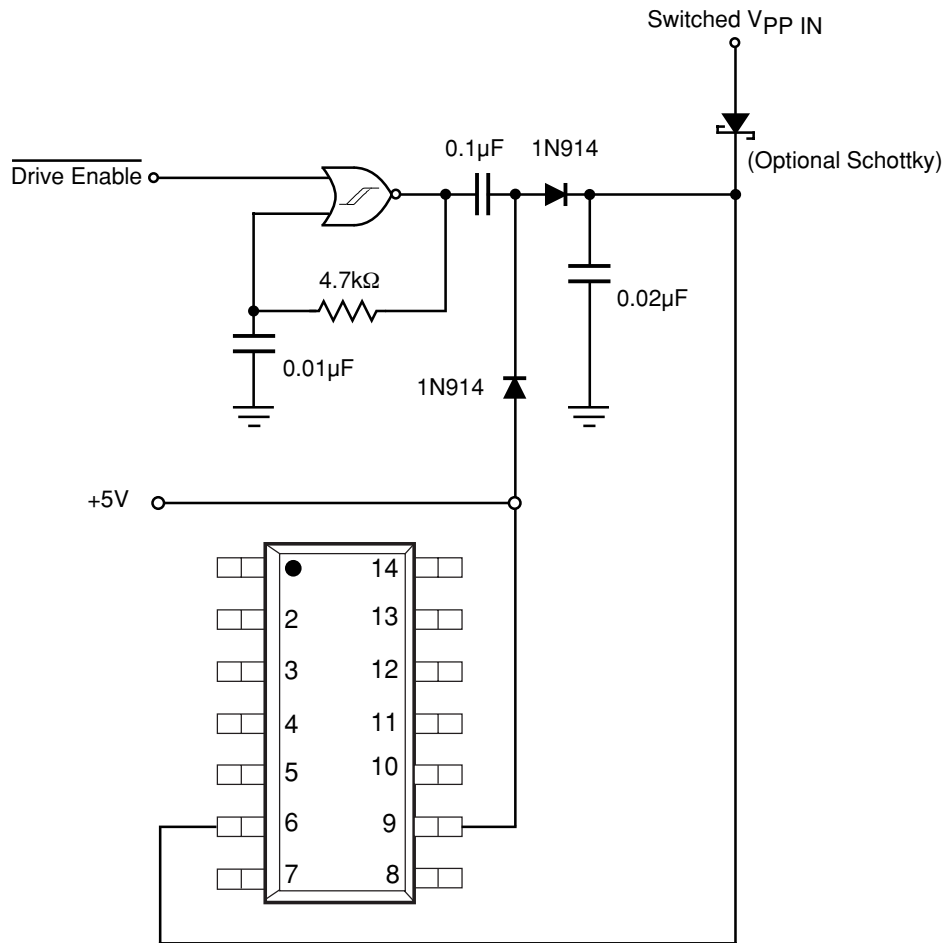 Switched VPP IN
0.1µF
1N914
(Optional Schottky)
Drive Enable
4.7kΩ
0.02µF
0.01µF
1N914
+5V
14
2
13
3
12
4
11
5
10
6
9
7
8